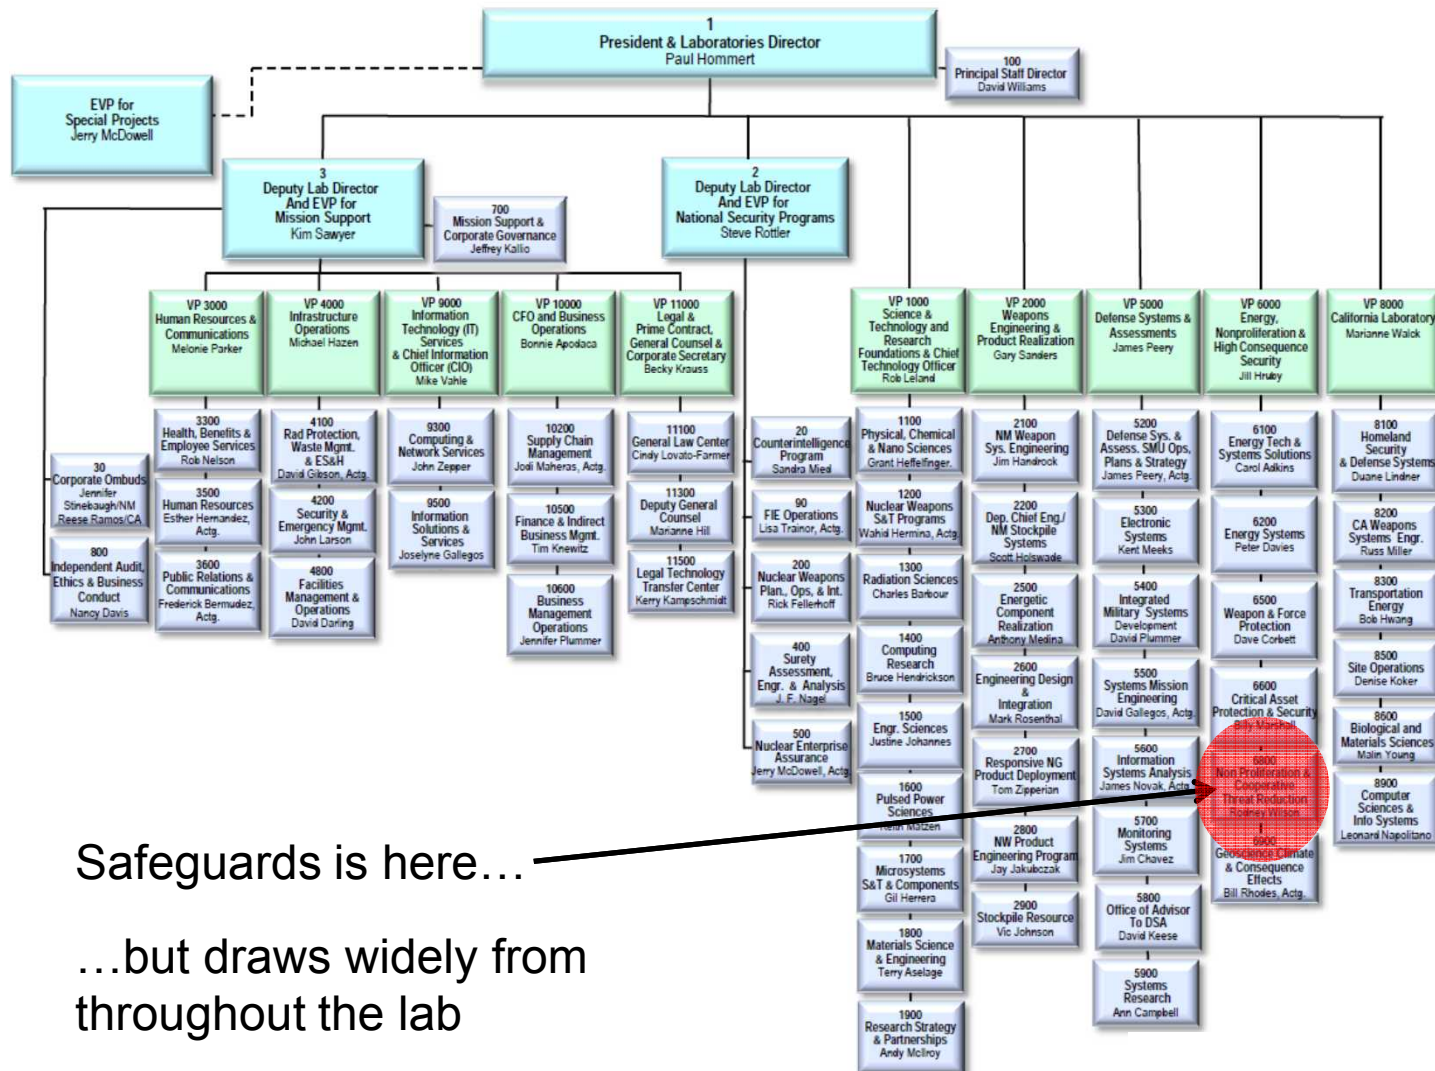 1
President & Laboratories Director
Paul Hommert
100
Principal Staff Director
David Williams
EVP for
Special Projects
Jerry McDowell
3
Deputy Lab Director
And EVP for
Mission Support
Kim Sawyer
700
Mission Support &
Corporate Governance
Jeffrey Kallio
2
Deputy Lab Director
And EVP for
National Security Programs
Steve Rottler
VP 3000
Human Resources &
Communications
Melonie Parker
VP 4000
Infrastructure
Operations
Michael Hazen
VP 9000
Information
Technology (IT)
Services
& Chief Information
Officer (CIO)
Mike Vahle
VP 10000
CFO and Business
Operations
Bonnie Apodaca
VP 11000
Legal &
Prime Contract,
General Counsel &
Corporate Secretary
Becky Krauss
VP 1000
Science &
Technology and
Research
Foundations & Chief
Technology Officer
Rob Leland
VP 2000
Weapons
Engineering &
Product Realization
Gary Sanders
VP 5000
Defense Systems &
Assessments
James Peery
VP 6000
Energy,
Nonproliferation &
High Consequence
Security
Jill Hruby
VP 8000
California Laboratory
Marianne Walck
30
Corporate Ombuds
Jennifer
Stinebaugh/NM
Reese Ramos/CA
800
Independent Audit,
Ethics & Business
Conduct
Nancy Davis
3300
Health, Benefits &
Employee Services
Rob Nelson
3500
Human Resources
Esther Hernandez,
Actg.
3600
Public Relations &
Communications
Frederick Bermudez,
Actg.
4100
Rad Protection,
Waste Mgmt.
& ES&H
David Gibson, Actg.
4200
Security &
Emergency Mgmt.
John Larson
4800
Facilities
Management &
Operations
David Darling
9300
Computing &
Network Services
John Zepper
9500
Information
Solutions &
Services
Joselyne Gallegos
10200
Supply Chain
Management
Jodi Maheras, Actg.
10500
Finance & Indirect
Business Mgmt.
Tim Knewitz
10600
Business
Management
Operations
Jennifer Plummer
11100
General Law Center
Cindy Lovato-Farmer
11300
Deputy General
Counsel
Marianne Hill
11500
Legal Technology
Transfer Center
Kerry Kampschmidt
20
Counterintelligence
Program
Sandra Mied
90
FIE Operations
Lisa Trainor, Actg.
200
Nuclear Weapons
Plan., Ops, & Int.
Rick Fellerhoff
400
Surety
Assessment,
Engr. & Analysis
J. F. Nagel
500
Nuclear Enterprise
Assurance
Jerry McDowell, Actg.
1100
Physical, Chemical
& Nano Sciences
Grant Heffelfinger.
1200
Nuclear Weapons
S&T Programs
Wahid Hermina, Actg.
1300
Radiation Sciences
Charles Barbour
1400
Computing
Research
Bruce Hendrickson
1500
Engr. Sciences
Justine Johannes
1600
Pulsed Power
Sciences
Keith Matzen
1700
Microsystems
S&T & Components
Gil Herrera
1800
Materials Science
& Engineering
Terry Aselage
1900
Research Strategy
& Partnerships
Andy McIlroy
2100
NM Weapon
Sys. Engineering
Jim Handrock
2200
Dep. Chief Eng./
NM Stockpile
Systems
Scott Holswade
2500
Energetic
Component
Realization
Anthony Medina
2600
Engineering Design
&
Integration
Mark Rosenthal
2700
Responsive NG
Product Deployment
Tom Zipperian
2800
NW Product
Engineering Program
Jay Jakubczak
2900
Stockpile Resource
Vic Johnson
5200
Defense Sys. &
Assess. SMU Ops,
Plans & Strategy
James Peery, Actg.
5300
Electronic
Systems
Kent Meeks
5400
Integrated
Military Systems
Development
David Plummer
5500
Systems Mission
Engineering
David Gallegos, Actg.
5600
Information
Systems Analysis
James Novak, Actg.
5700
Monitoring
Systems
Jim Chavez
5800
Office of Advisor
To DSA
David Keese
5900
Systems
Research
Ann Campbell
6100
Energy Tech &
Systems Solutions
Carol Adkins
6200
Energy Systems
Peter Davies
6500
Weapon & Force
Protection
Dave Corbett
6600
Critical Asset
Protection & Security
Billy Marshall
6800
Non Proliferation &
Cooperative
Threat Reduction
Rodney Wilson
6900
Geoscience Climate
& Consequence
Effects
Bill Rhodes, Actg.
8100
Homeland
Security
& Defense Systems
Duane Lindner
8200
CA Weapons
Systems Engr.
Russ Miller
8300
Transportation
Energy
Bob Hwang
8500
Site Operations
Denise Koker
8600
Biological and
Materials Sciences
Malin Young
8900
Computer
Sciences &
Info Systems
Leonard Napolitano
Safeguards is here…
…but draws widely from
throughout the lab